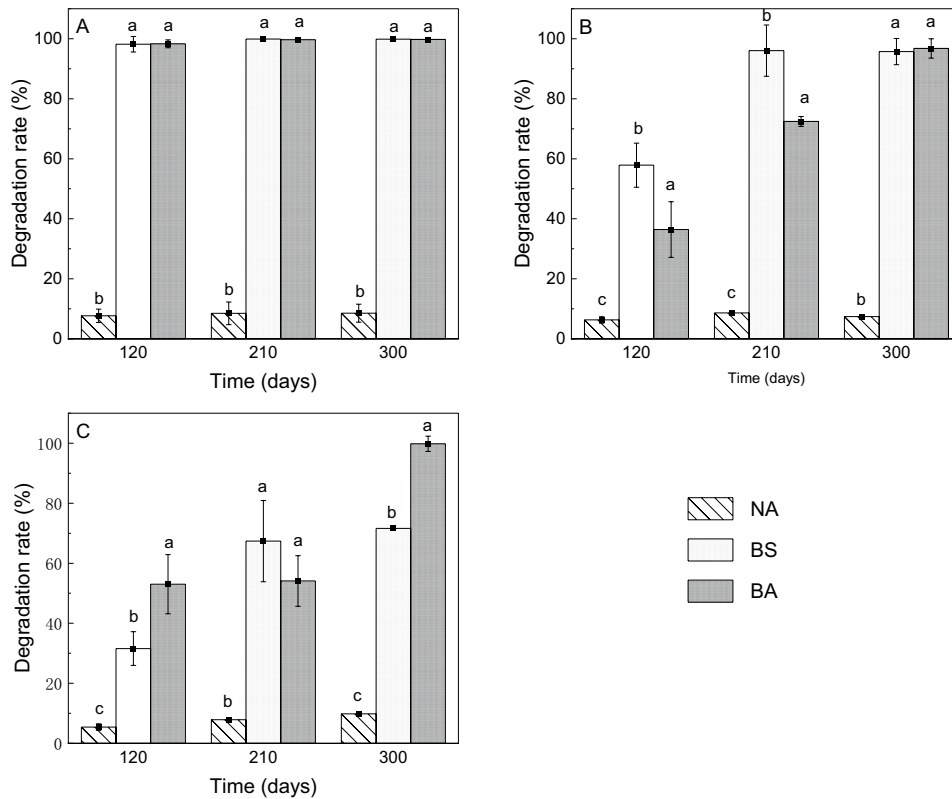 A
Degradation rate (%)
100
80
60
40
20
0
b a a b a a b a a
120 210 300
Time (days)
B
Degradation rate (%)
100
80
60
40
20
0
c b a c b a b a a
120 210 300
Time (days)
C
Degradation rate (%)
100
80
60
40
20
0
c b a b a a c b a
120 210 300
Time (days)
NA
BS
BA